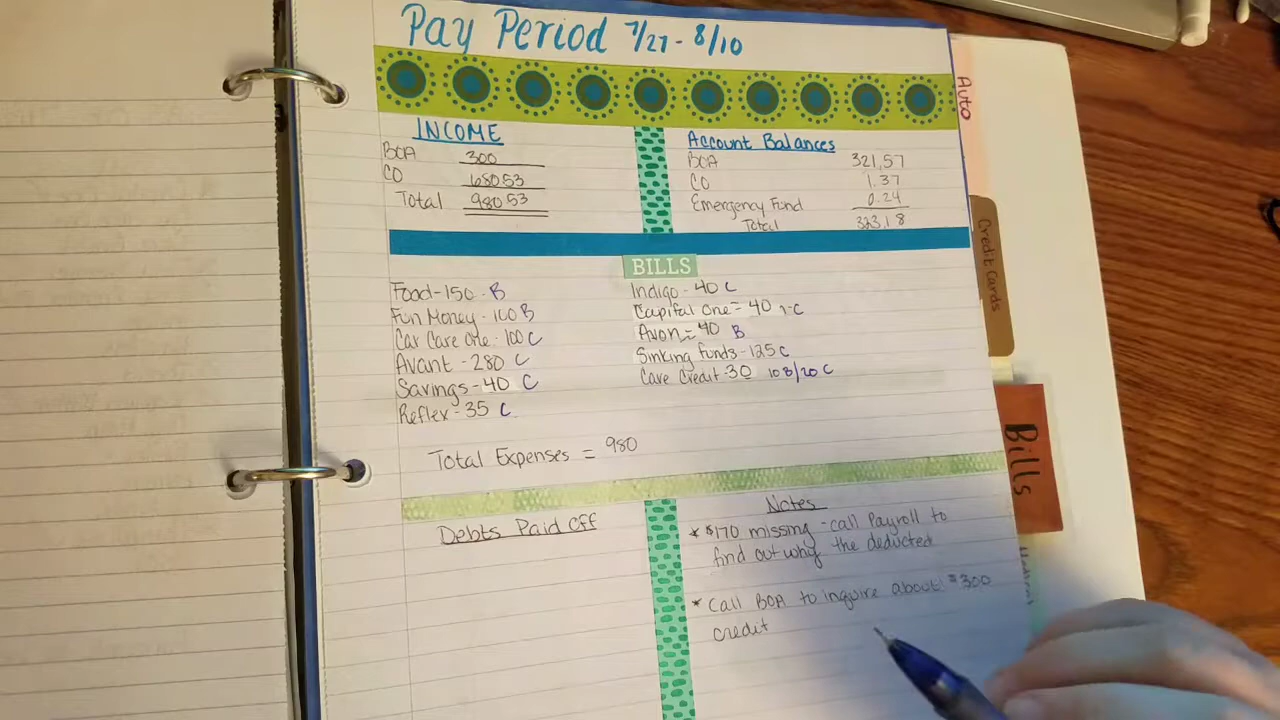 Pay Period 7/27 - 8/10
INCOME
BOA 300
CO 680.53
Total 980.53
Account Balances
BOA 321.57
CO 1.37
Emergency Fund 0.24
Total 323.18
BILLS
Food - 150 - B
Fun Money - 100 B
Car Care One - 100 C
Avant - 280 C
Savings - 40 C
Reflex - 35 C
Indigo - 40 C
Capital One = 40 - C
Avon = 40 B
Sinking Funds - 125 C
Care Credit - 30 10B/20 C
Total Expenses = 980
Debts Paid Off
Notes
* $170 missing - call Payroll to
find out why the deducted
* Call BOA to inquire about $300
credit
Auto
Credit Cards
Bills